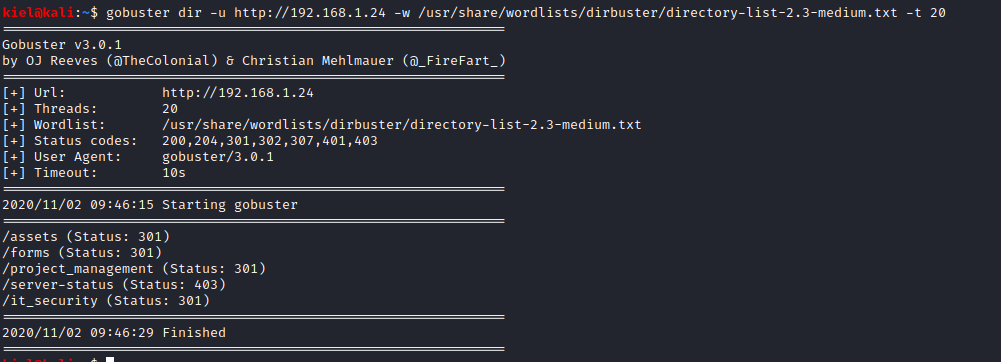 kiel@kali:~$ gobuster dir -u http://192.168.1.24 -w /usr/share/wordlists/dirbuster/directory-list-2.3-medium.txt -t 20
===============================================================
Gobuster v3.0.1
by OJ Reeves (@TheColonial) & Christian Mehlmauer (@_FireFart_)
===============================================================
[+] Url:            http://192.168.1.24
[+] Threads:        20
[+] Wordlist:       /usr/share/wordlists/dirbuster/directory-list-2.3-medium.txt
[+] Status codes:   200,204,301,302,307,401,403
[+] User Agent:     gobuster/3.0.1
[+] Timeout:        10s
===============================================================
2020/11/02 09:46:15 Starting gobuster
===============================================================
/assets (Status: 301)
/forms (Status: 301)
/project_management (Status: 301)
/server-status (Status: 403)
/it_security (Status: 301)
===============================================================
2020/11/02 09:46:29 Finished
===============================================================